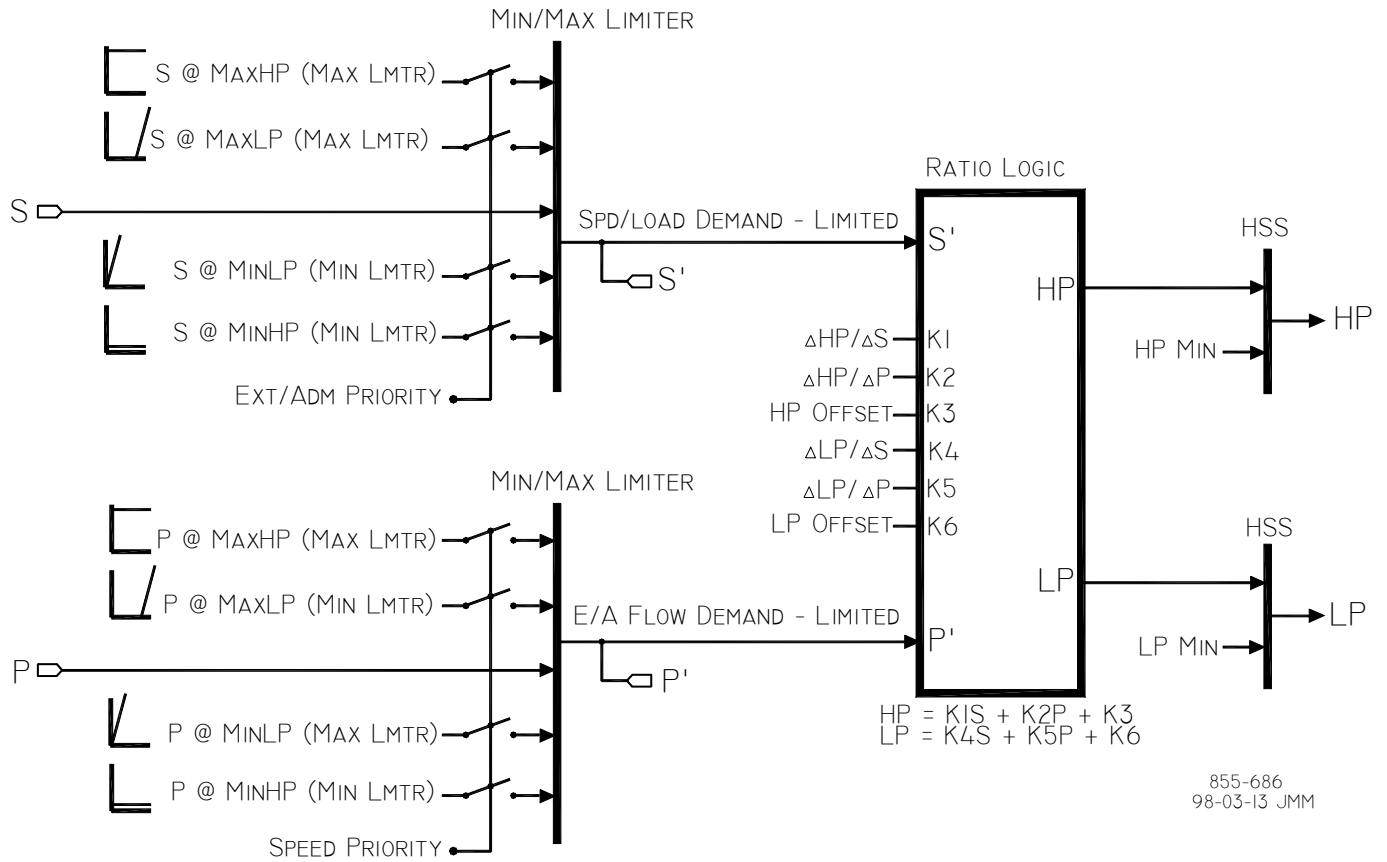 MIN/MAX LIMITER
S @ MAXHP (MAX LMTR)
S @ MAXLP (MAX LMTR)
S
S @ MINLP (MIN LMTR)
S @ MINHP (MIN LMTR)
EXT/ADM PRIORITY
SPD/LOAD DEMAND - LIMITED
S'
MIN/MAX LIMITER
P @ MAXHP (MAX LMTR)
P @ MAXLP (MIN LMTR)
P
P @ MINLP (MAX LMTR)
P @ MINHP (MIN LMTR)
SPEED PRIORITY
E/A FLOW DEMAND - LIMITED
P'
RATIO LOGIC
S'
HP
ΔHP/ΔS K1
ΔHP/ΔP K2
HP OFFSET K3
ΔLP/ΔS K4
ΔLP/ΔP K5
LP OFFSET K6
LP
P'
HP = K1S + K2P + K3
LP = K4S + K5P + K6
HSS
HP MIN
HP
HSS
LP MIN
LP
855-686
98-03-13 JMM